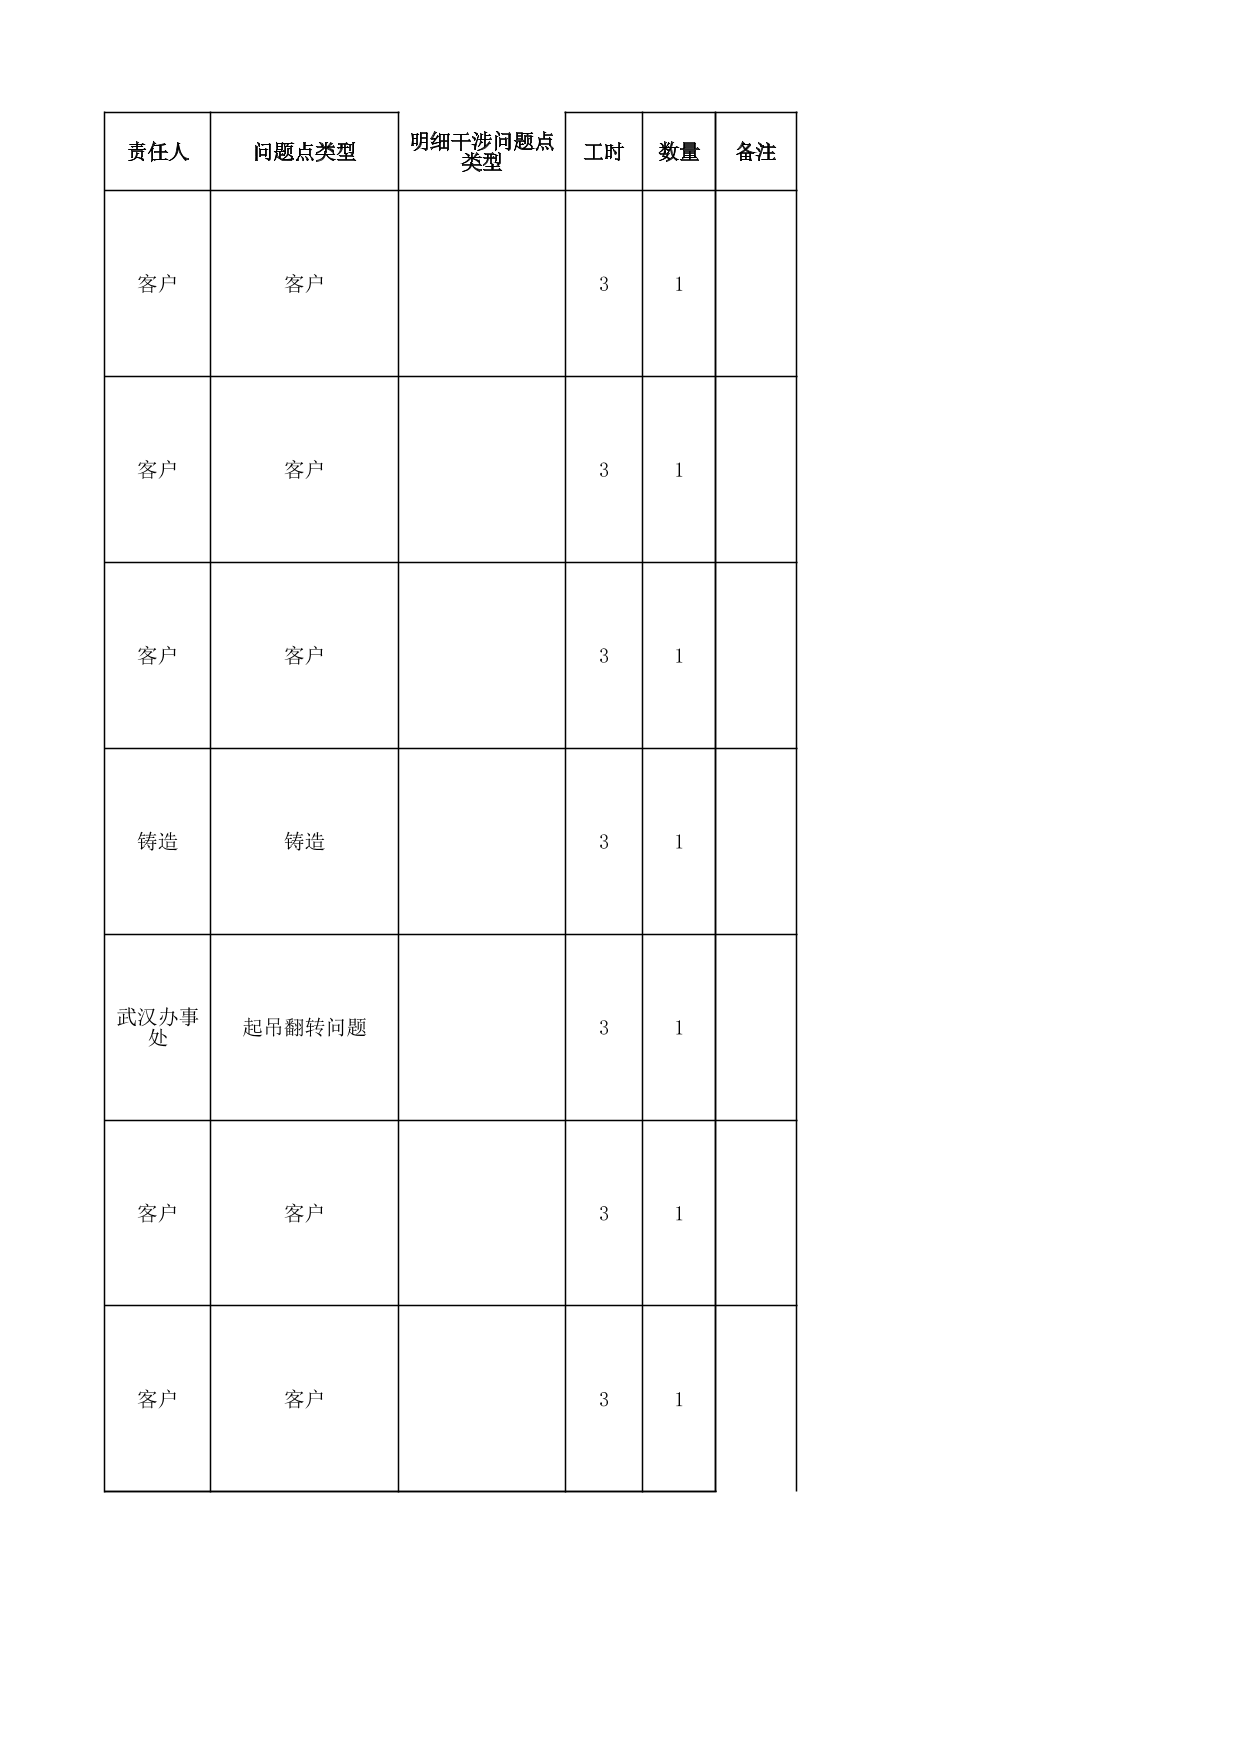 责任人 问题点类型 明细干涉问题点
类型 工时 数量 备注
客户 客户 3 1
客户 客户 3 1
客户 客户 3 1
铸造 铸造 3 1
武汉办事
处 起吊翻转问题 3 1
客户 客户 3 1
客户 客户 3 1